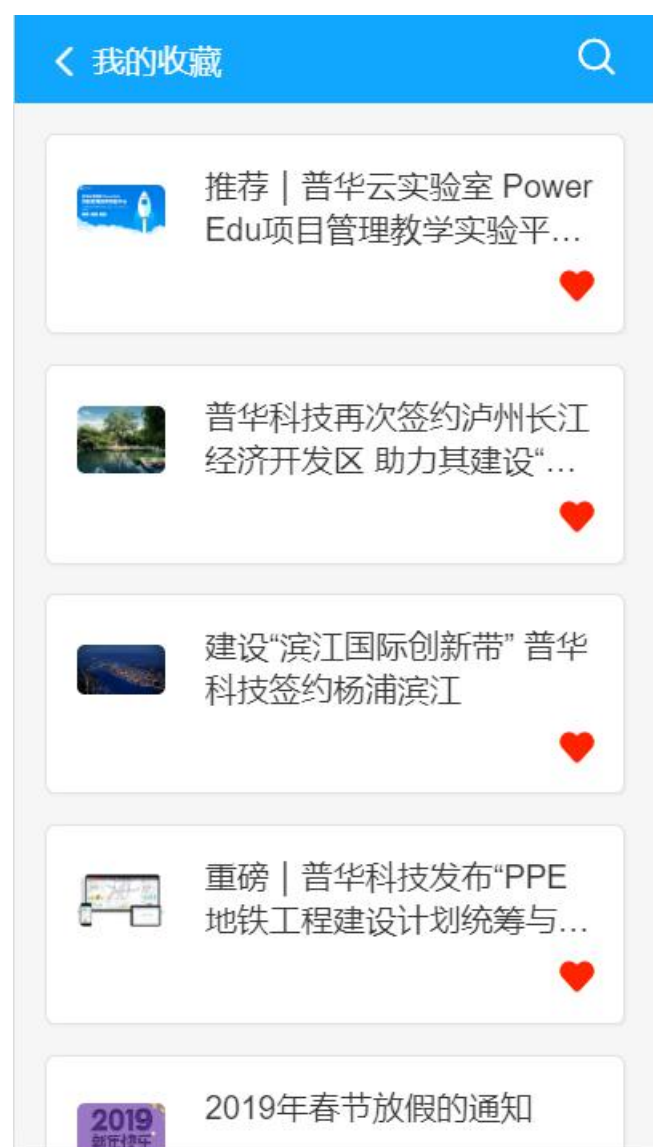 我的收藏
推荐｜普华云实验室 Power
Edu项目管理教学实验平…
普华科技再次签约泸州长江
经济开发区 助力其建设“…
建设“滨江国际创新带” 普华
科技签约杨浦滨江
重磅｜普华科技发布“PPE
地铁工程建设计划统筹与…
2019年春节放假的通知
2019